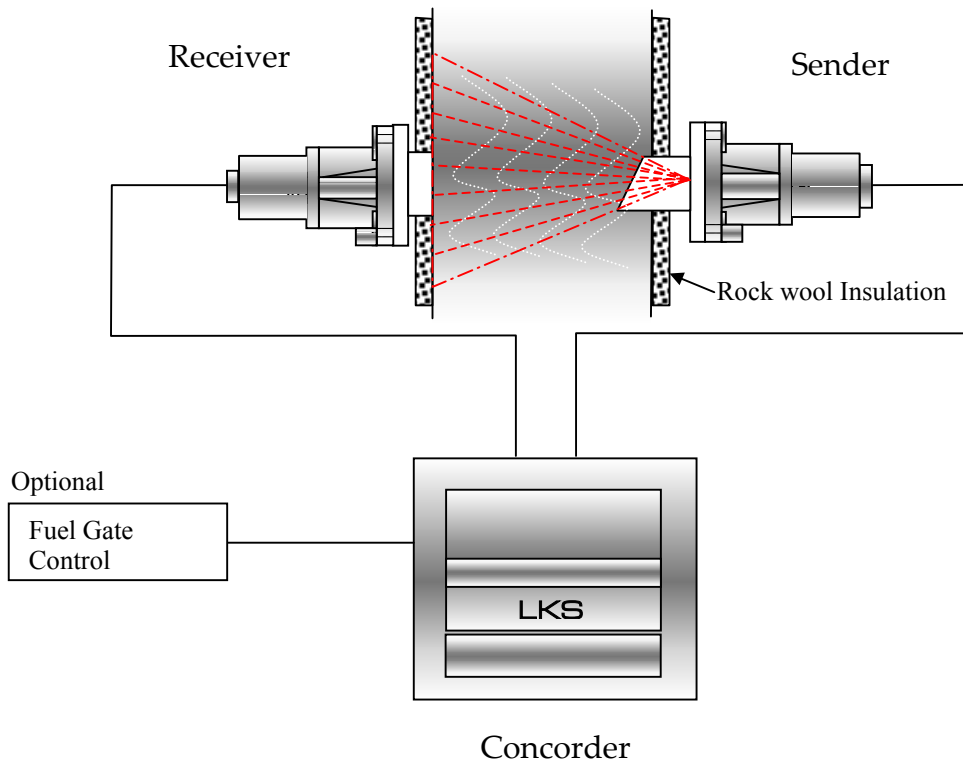 Receiver
Sender
Rock wool Insulation
Optional
Fuel Gate
Control
LKS
Concorder